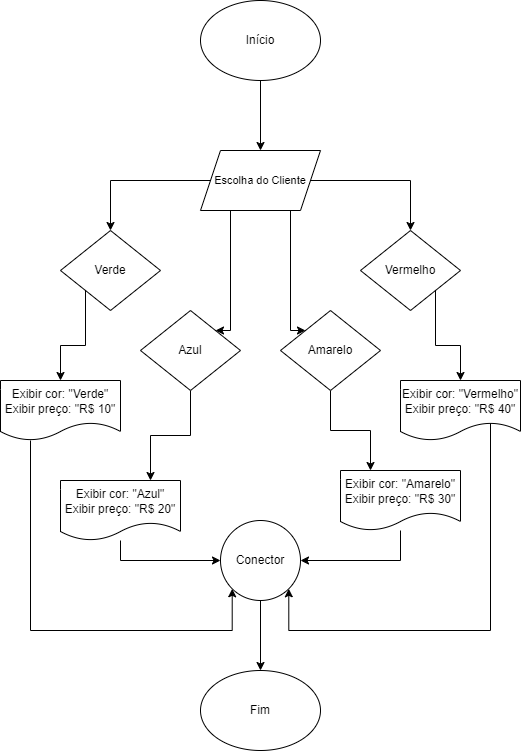 Início
Escolha do Cliente
Verde
Vermelho
Azul
Amarelo
Exibir cor: "Verde"
Exibir preço: "R$ 10"
Exibir cor: "Vermelho"
Exibir preço: "R$ 40"
Exibir cor: "Azul"
Exibir preço: "R$ 20"
Exibir cor: "Amarelo"
Exibir preço: "R$ 30"
Conector
Fim